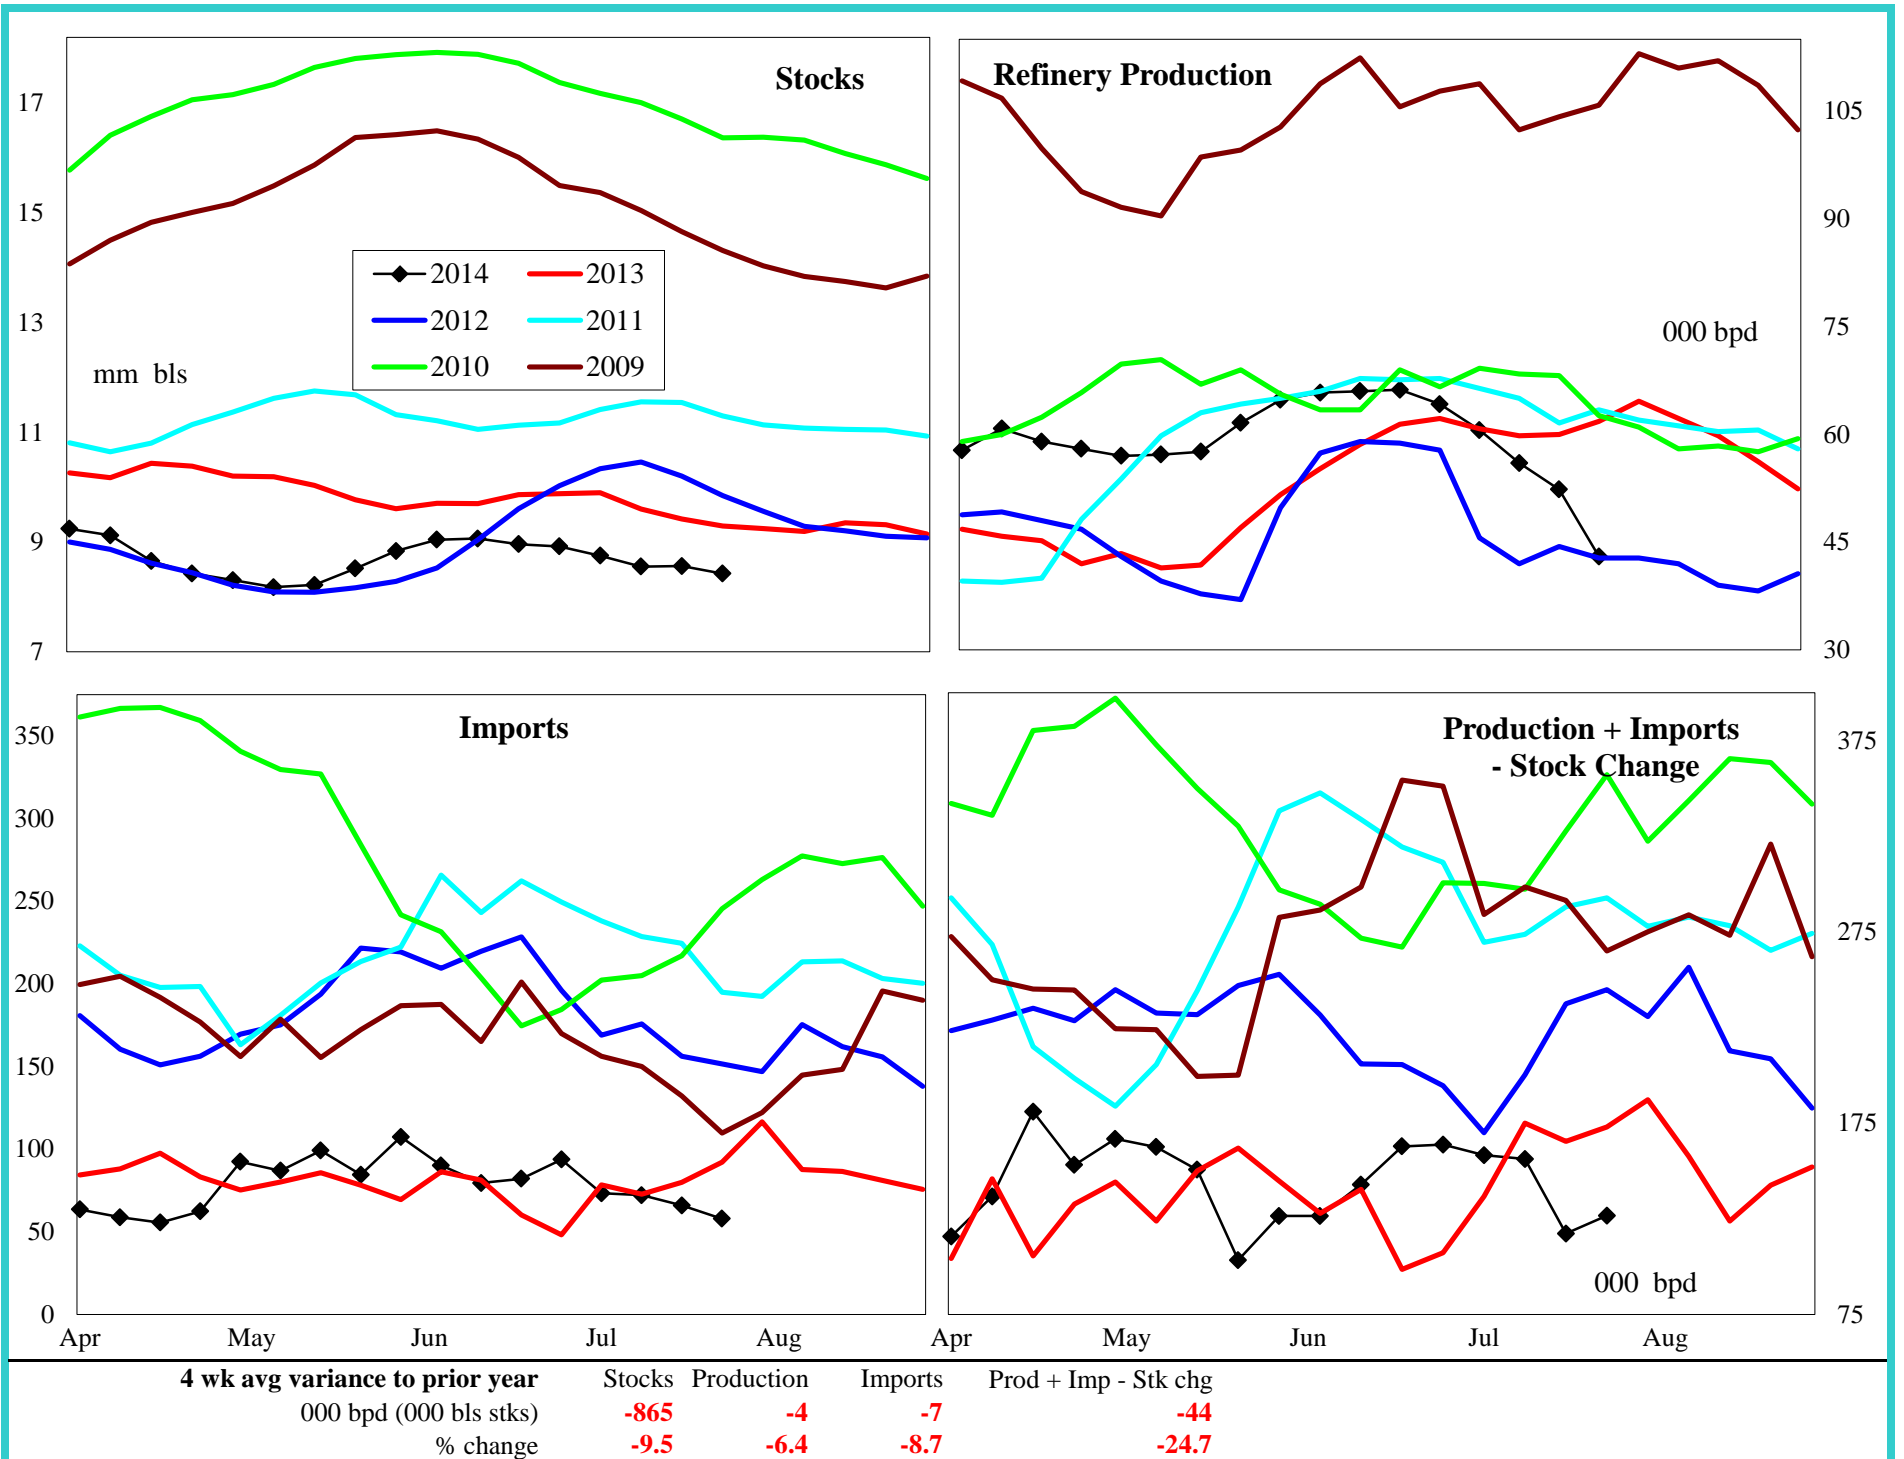 Stocks
17
15
13
11
9
7
mm bls
2014 2013
2012 2011
2010 2009
Refinery Production
000 bpd
105
90
75
60
45
30
Imports
350
300
250
200
150
100
50
0
Apr May Jun Jul Aug
Production + Imports
- Stock Change
000 bpd
375
275
175
75
Apr May Jun Jul Aug
4 wk avg variance to prior year Stocks Production Imports Prod + Imp - Stk chg
000 bpd (000 bls stks) -865 -4 -7 -44
% change -9.5 -6.4 -8.7 -24.7